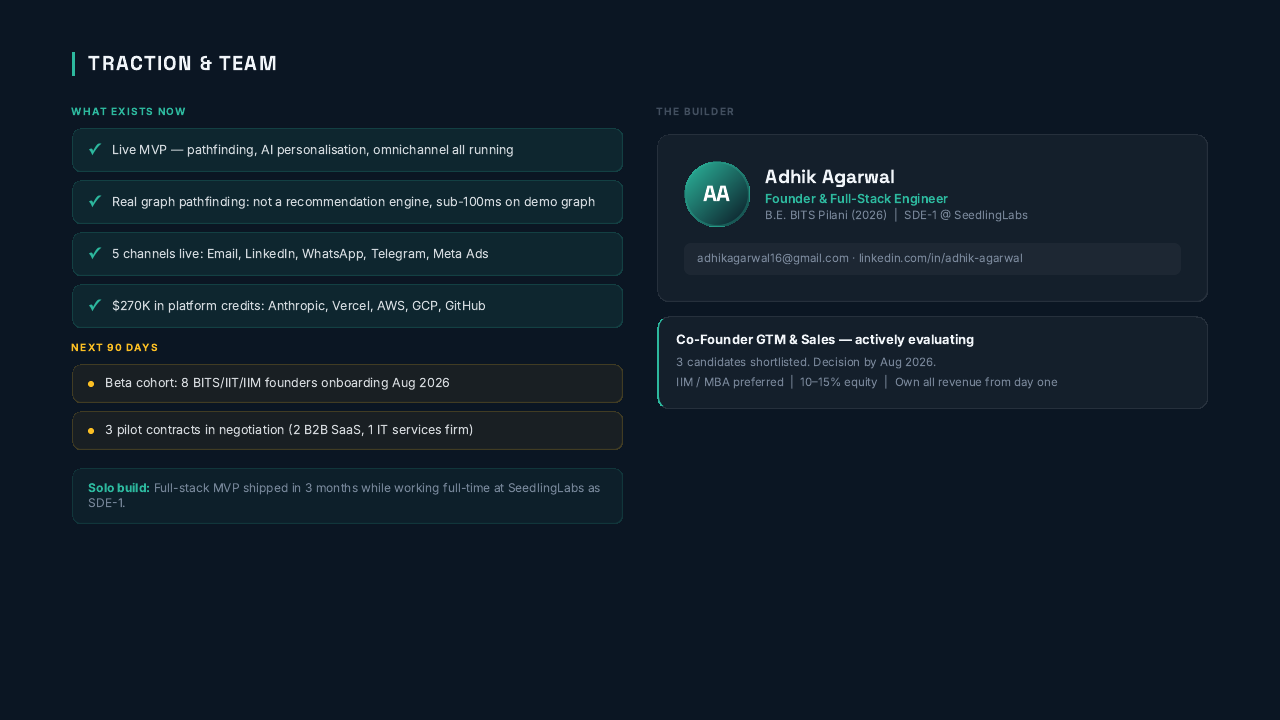 TRACTION & TEAM
WHAT EXISTS NOW
✓ Live MVP — pathfinding, AI personalisation, omnichannel all running
✓ Real graph pathfinding: not a recommendation engine, sub-100ms on demo graph
✓ 5 channels live: Email, LinkedIn, WhatsApp, Telegram, Meta Ads
✓ $270K in platform credits: Anthropic, Vercel, AWS, GCP, GitHub
NEXT 90 DAYS
• Beta cohort: 8 BITS/IIT/IIM founders onboarding Aug 2026
• 3 pilot contracts in negotiation (2 B2B SaaS, 1 IT services firm)
Solo build: Full-stack MVP shipped in 3 months while working full-time at SeedlingLabs as
SDE-1.
THE BUILDER
AA
Adhik Agarwal
Founder & Full-Stack Engineer
B.E. BITS Pilani (2026) | SDE-1 @ SeedlingLabs
adhikagarwal16@gmail.com · linkedin.com/in/adhik-agarwal
Co-Founder GTM & Sales — actively evaluating
3 candidates shortlisted. Decision by Aug 2026.
IIM / MBA preferred | 10–15% equity | Own all revenue from day one